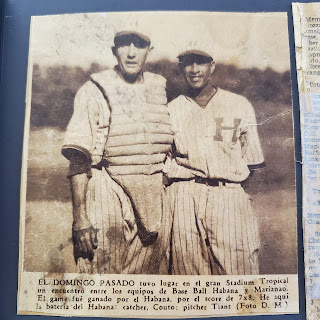 H
EL DOMINGO PASADO tuvo lugar en el gran Stadium Tropical
un encuentro entre los equipos de Base Ball Habana y Marianao.
El game fué ganado por el Habana, por el score de 7x8. He aquí
la batería del Habana: catcher, Couto; pitcher Tiant (Foto D. M.)